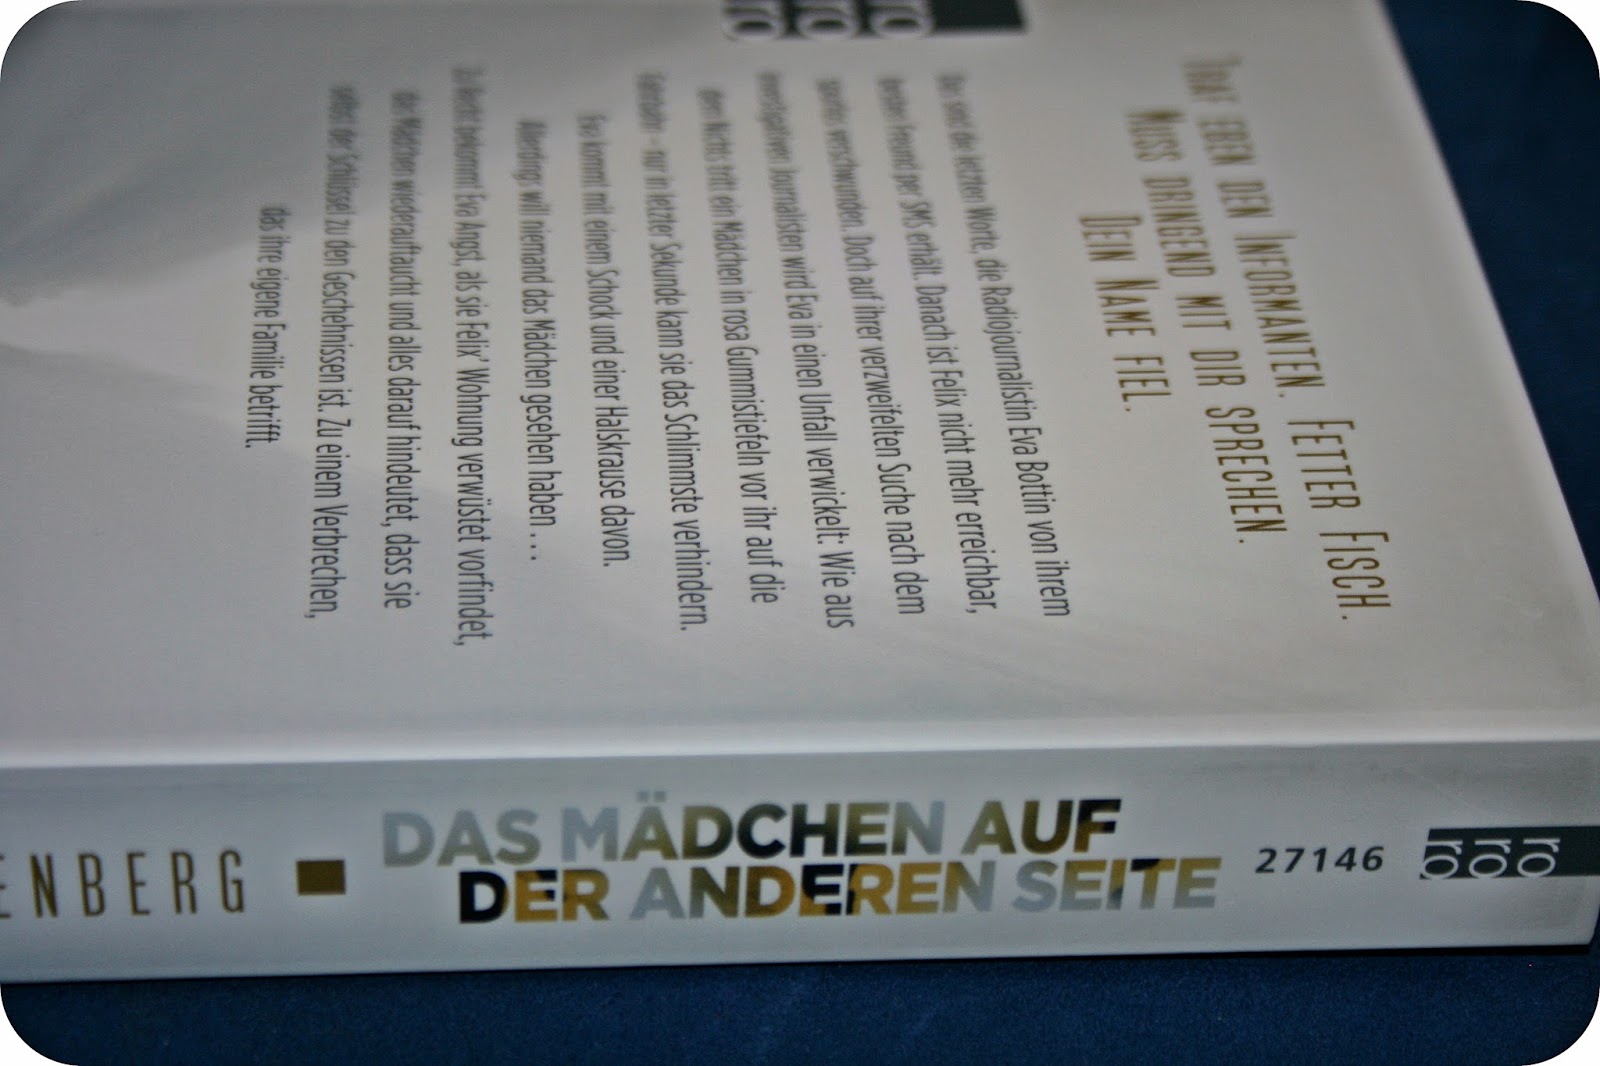 Traf eben den Informanten. Fetter Fisch.
Muss dringend mit dir sprechen.
Dein Name fiel.
Das sind die letzten Worte, die Radiojournalistin Eva Bottin von ihrem
besten Freund per SMS erhält. Danach ist Felix nicht mehr erreichbar,
spurlos verschwunden. Doch auf ihrer verzweifelten Suche nach dem
investigativen Journalisten wird Eva in einen Unfall verwickelt: Wie aus
dem Nichts tritt ein Mädchen in rosa Gummistiefeln vor ihr auf die
Fahrbahn – nur in letzter Sekunde kann sie das Schlimmste verhindern.
Eva kommt mit einem Schock und einer Halskrause davon.
Allerdings will niemand das Mädchen gesehen haben ...
Zu Recht bekommt Eva Angst, als sie Felix' Wohnung verwüstet vorfindet,
das Mädchen wiederauftaucht und alles darauf hindeutet, dass sie
selbst der Schlüssel zu den Geschehnissen ist. Zu einem Verbrechen,
das ihre eigene Familie betrifft.
ro
ro
ro
ENBERG
DAS MÄDCHEN AUF
DER ANDEREN SEITE
27146
ro
ro
ro